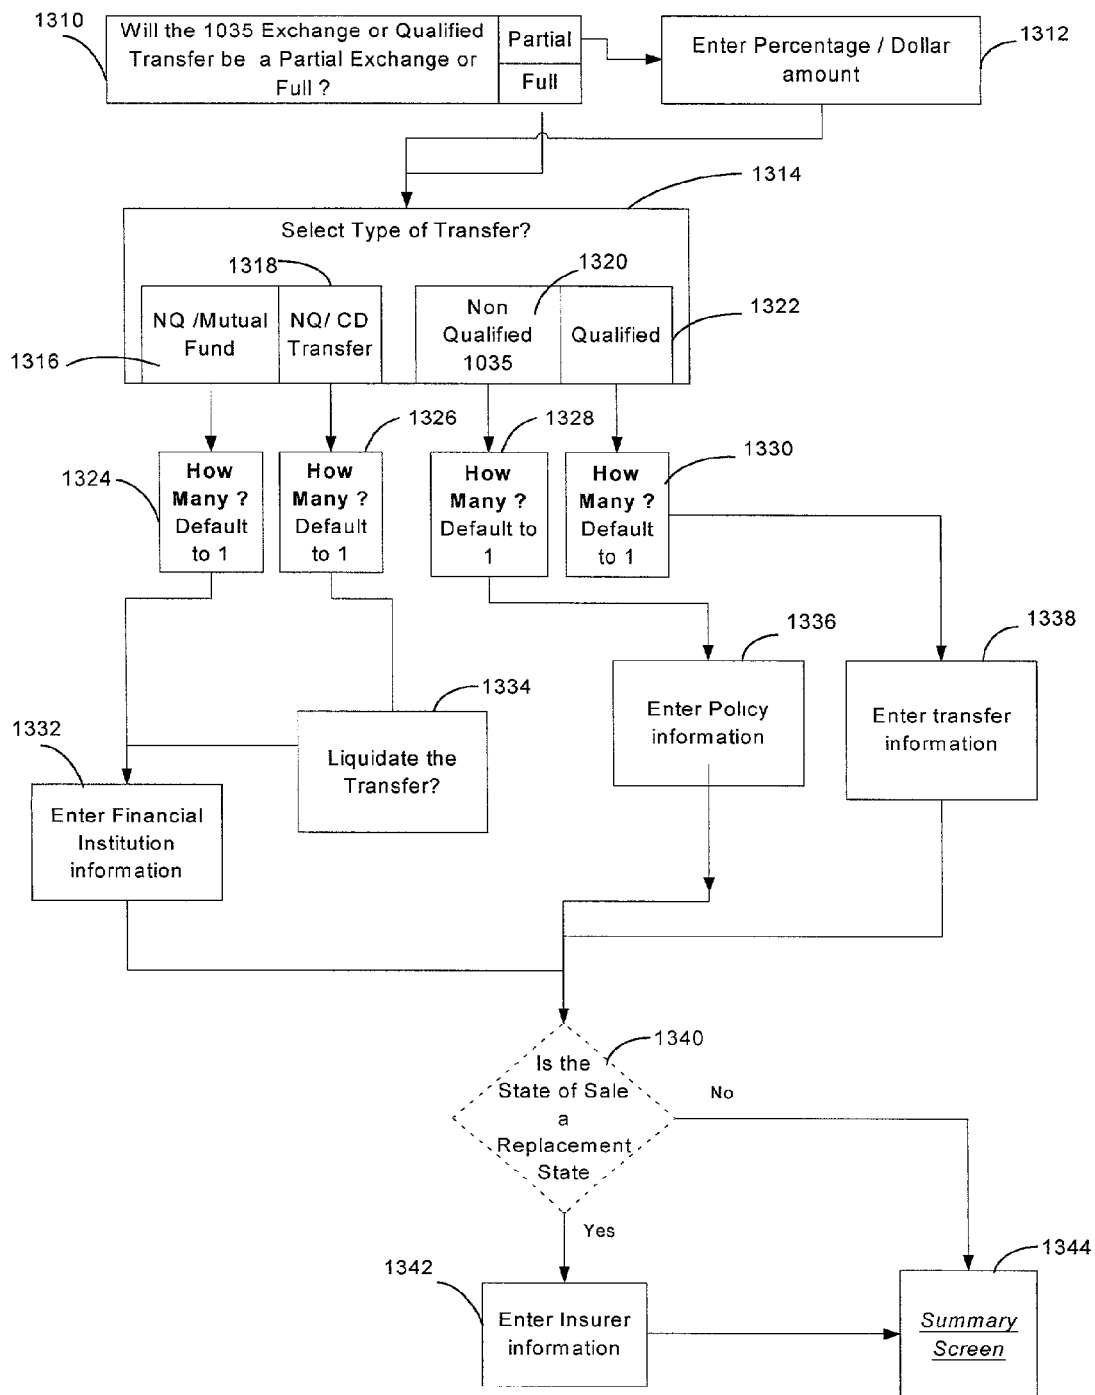 1310
Will the 1035 Exchange or Qualified
Transfer be a Partial Exchange or
Full ?
Partial
Full
Enter Percentage / Dollar
amount
1312
1314
Select Type of Transfer?
1318
1320
1322
NQ /Mutual
Fund
NQ/ CD
Transfer
Non
Qualified
1035
Qualified
1316
1326
1328
1330
1324
How
Many ?
Default
to 1
How
Many ?
Default
to 1
How
Many ?
Default to
1
How
Many ?
Default
to 1
1336
1338
1334
1332
Enter Policy
information
Enter transfer
information
Liquidate the
Transfer?
Enter Financial
Institution
information
1340
Is the
State of Sale
a
Replacement
State
No
Yes
1342
1344
Enter Insurer
information
Summary
Screen